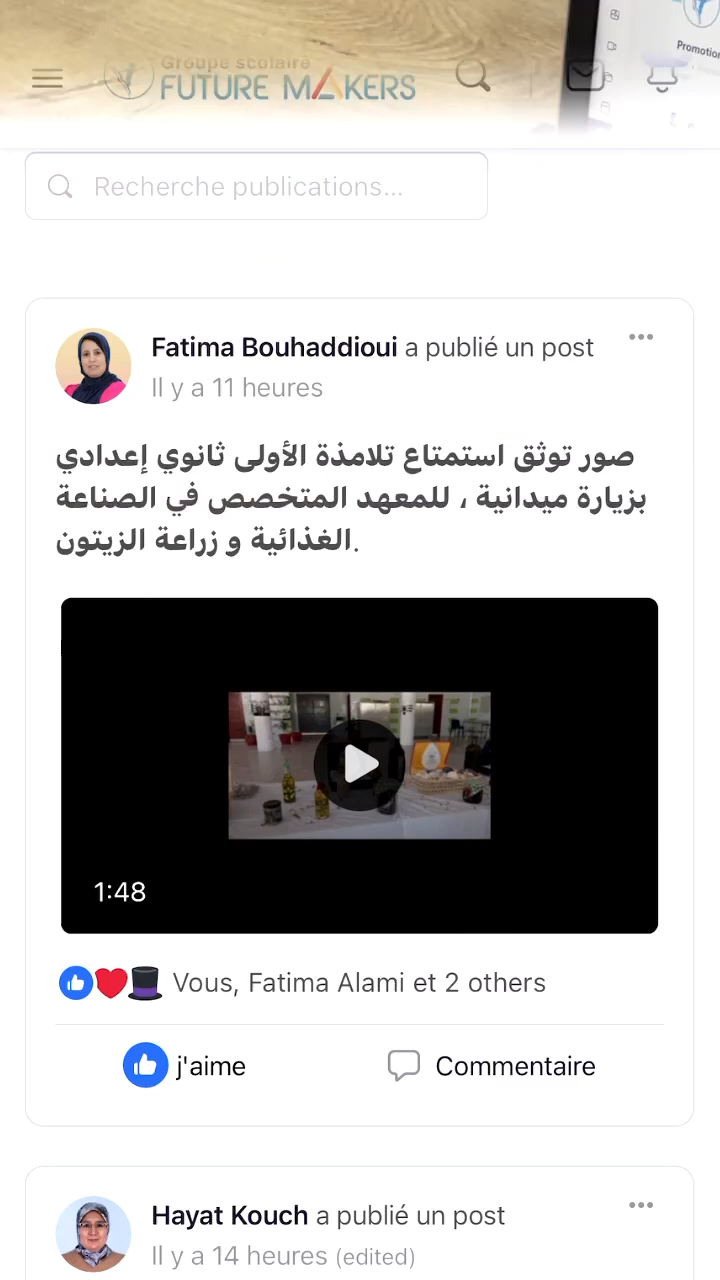 Promotion
Groupe scolaire
FUTURE MAKERS
Recherche publications...
Fatima Bouhaddioui a publié un post
Il y a 11 heures
صور توثق استمتاع تلامذة الأولى ثانوي إعدادي
بزيارة ميدانية ، للمعهد المتخصص في الصناعة
الغذائية و زراعة الزيتون.
1:48
Vous, Fatima Alami et 2 others
j'aime
Commentaire
Hayat Kouch a publié un post
Il y a 14 heures (edited)